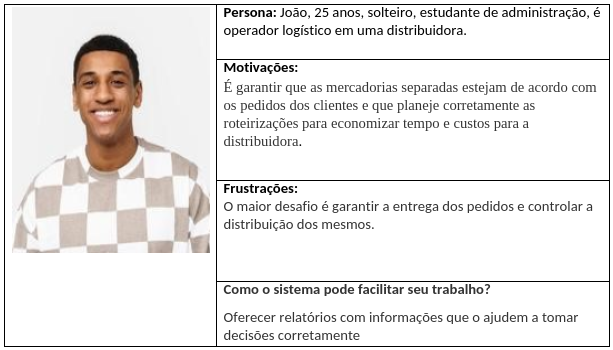 Persona: João, 25 anos, solteiro, estudante de administração, é
operador logístico em uma distribuidora.
Motivações:
É garantir que as mercadorias separadas estejam de acordo com
os pedidos dos clientes e que planeje corretamente as
roteirizações para economizar tempo e custos para a
distribuidora.
Frustrações:
O maior desafio é garantir a entrega dos pedidos e controlar a
distribuição dos mesmos.
Como o sistema pode facilitar seu trabalho?
Oferecer relatórios com informações que o ajudem a tomar
decisões corretamente